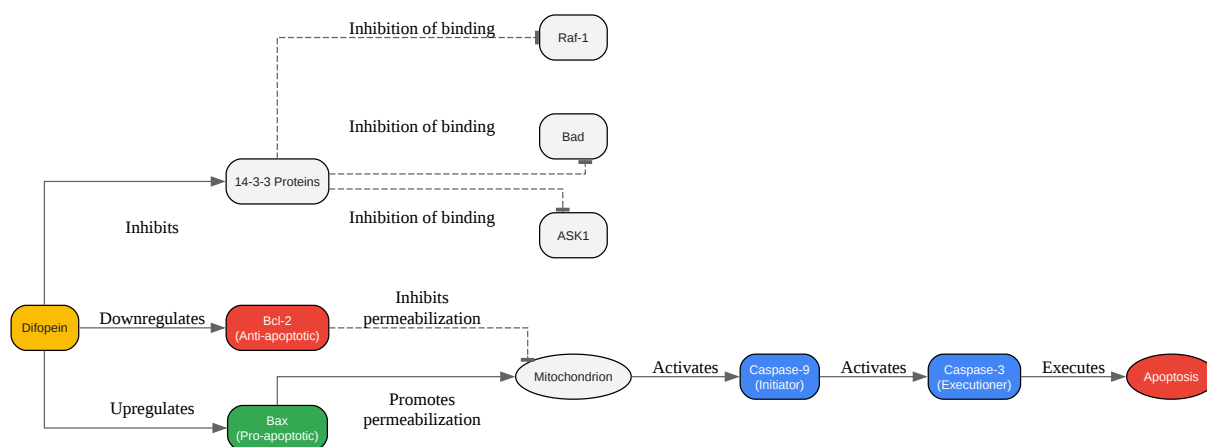 Inhibition of binding
Raf-1
Inhibition of binding
Bad
14-3-3 Proteins
Inhibition of binding
Inhibits
ASK1
Difopein
Downregulates
Bcl-2
(Anti-apoptotic)
Inhibits
permeabilization
Mitochondrion
Activates
Caspase-9
(Initiator)
Activates
Caspase-3
(Executioner)
Executes
Apoptosis
Upregulates
Bax
(Pro-apoptotic)
Promotes
permeabilization